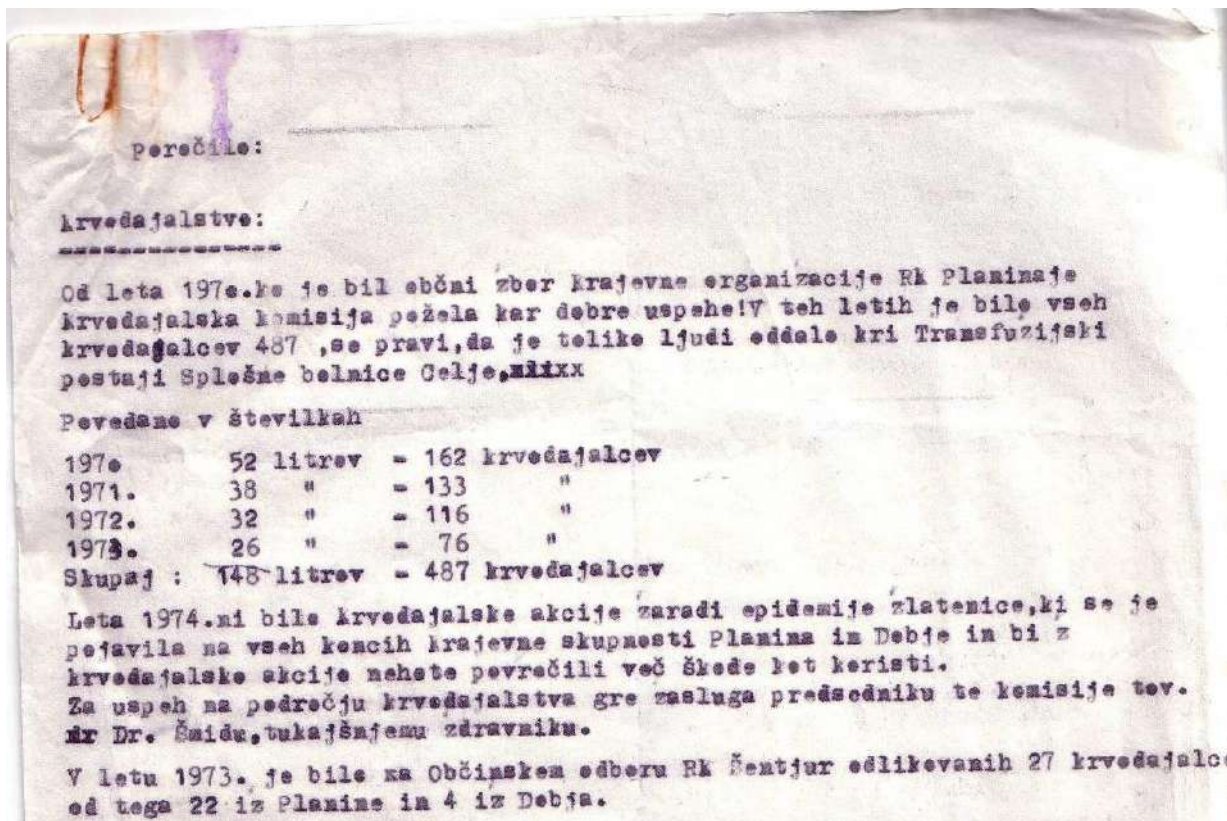 Poročilo:
krvodajalstvo:
----------------
Od leta 197o.ko je bil občni zbor krajevne organizacije Rk Planinaje
krvodajalska komisija požela kar dobre uspehe!V teh letih je bilo vseh
krvodajalcev 487 ,se pravi,da je toliko ljudi oddalo kri Transfuzijski
postaji Splošne bolnice Celje,mlixx
Povedano v številkah
197o 52 litrov - 162 krvodajalcev
1971. 38 " - 133 "
1972. 32 " - 116 "
1973. 26 " - 76 "
Skupaj : 148 litrov - 487 krvodajalcev
Leta 1974.ni bilo krvodajalske akcije zaradi epidemije zlatenice,ki se je
pojavila na vseh koncih krajevne skupnosti Planina in Dobje in bi z
krvodajalsko akcijo nehote povročili več škode kot koristi.
Za uspeh na področju krvodajalstva gre zasluga predsedniku te komisije tov.
dr Dr. Šmidu,tukajšnjemu zdravniku.
V letu 1973. je bilo na Občinskem odboru Rk Šentjur odlikovanih 27 krvodajalc
od tega 22 iz Planine in 4 iz Dobja.